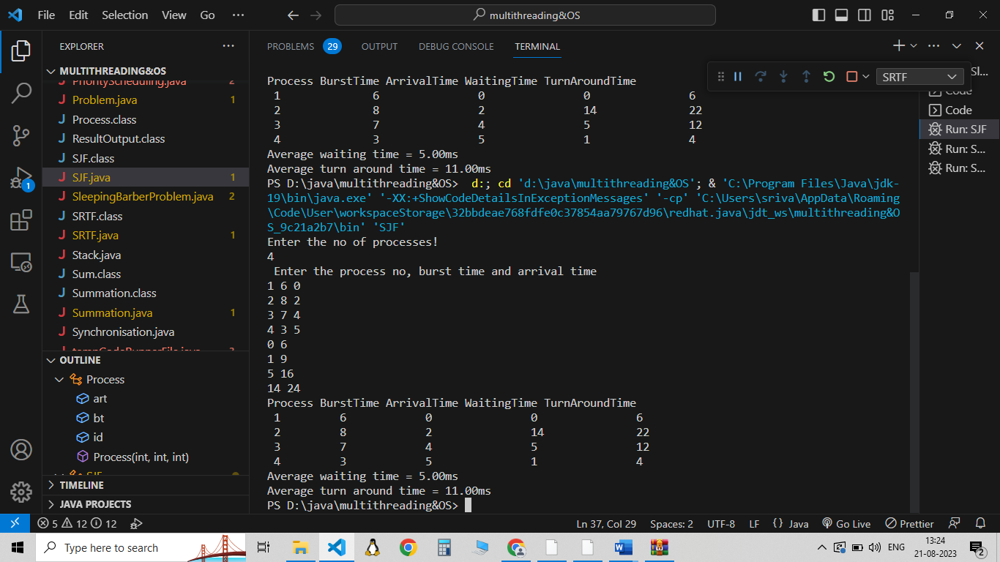 File Edit Selection View Go ··· multithreading&OS
EXPLORER ···
MULTITHREADING&OS
PriorityScheduling.java 2
Problem.java 1
Process.class
ResultOutput.class
SJF.class
SJF.java 1
SleepingBarberProblem.java 2
SRTF.class
SRTF.java 1
Stack.java
Sum.class
Summation.class
Summation.java 1
Synchronisation.java
tempCodeRunnerFile.java 2
OUTLINE
Process
art
bt
id
Process(int, int, int)
SJF
TIMELINE
JAVA PROJECTS
1
PROBLEMS 29 OUTPUT DEBUG CONSOLE TERMINAL
SRTF
Process BurstTime ArrivalTime WaitingTime TurnAroundTime
1 6 0 0 6
2 8 2 14 22
3 7 4 5 12
4 3 5 1 4
Average waiting time = 5.00ms
Average turn around time = 11.00ms
PS D:\java\multithreading&OS> d:; cd 'd:\java\multithreading&OS'; & 'C:\Program Files\Java\jdk-
19\bin\java.exe' '-XX:+ShowCodeDetailsInExceptionMessages' '-cp' 'C:\Users\sriva\AppData\Roaming
\Code\User\workspaceStorage\32bbdeae768fdfe0c37854aa79767d96\redhat.java\jdt_ws\multithreading&O
S_9c21a2b7\bin' 'SJF'
Enter the no of processes!
4
Enter the process no, burst time and arrival time
1 6 0
2 8 2
3 7 4
4 3 5
0 6
1 9
5 16
14 24
Process BurstTime ArrivalTime WaitingTime TurnAroundTime
1 6 0 0 6
2 8 2 14 22
3 7 4 5 12
4 3 5 1 4
Average waiting time = 5.00ms
Average turn around time = 11.00ms
PS D:\java\multithreading&OS>
Sl...
Code
Code
Run: SJF
Run: S...
Run: S...
5 12 12 Ln 37, Col 29 Spaces: 2 UTF-8 LF {} Java Go Live Prettier
Type here to search ENG 13:24
21-08-2023 2